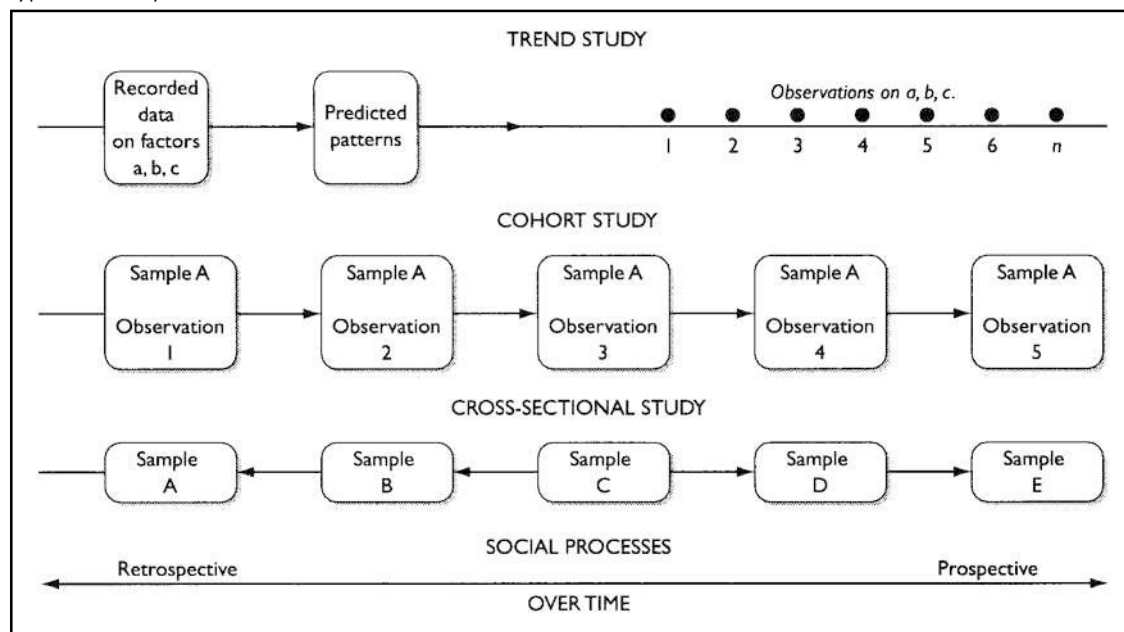 TREND STUDY
Recorded
data
on factors
a, b, c
Predicted
patterns
Observations on a, b, c.
1 2 3 4 5 6 n
COHORT STUDY
Sample A
Observation
1
Sample A
Observation
2
Sample A
Observation
3
Sample A
Observation
4
Sample A
Observation
5
CROSS-SECTIONAL STUDY
Sample
A
Sample
B
Sample
C
Sample
D
Sample
E
SOCIAL PROCESSES
Retrospective
Prospective
OVER TIME